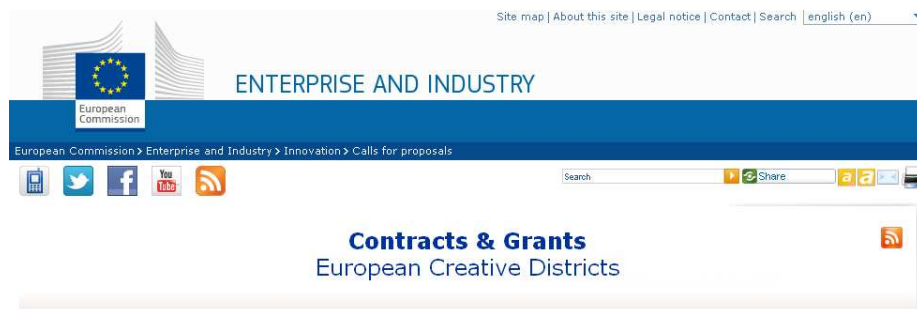 Site map | About this site | Legal notice | Contact | Search english (en)
ENTERPRISE AND INDUSTRY
European
Commission
European Commission > Enterprise and Industry > Innovation > Calls for proposals
You
Tube
Search
Share
a a
Contracts & Grants
European Creative Districts